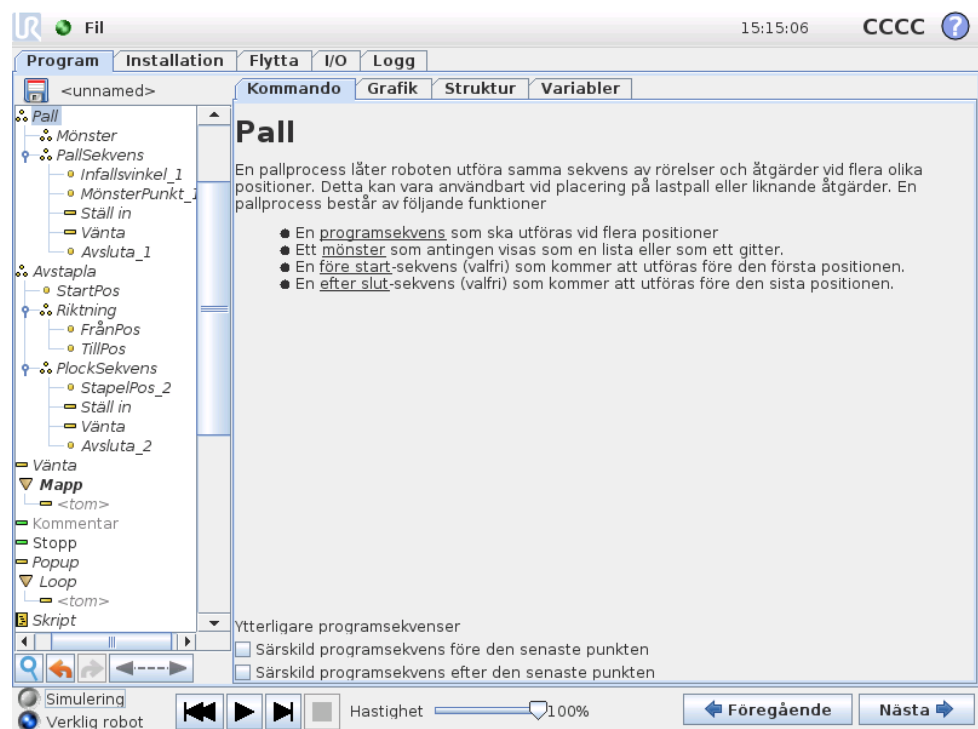 UR Fil 15:15:06 CCCC ?
Program Installation Flytta I/O Logg
<unnamed>
Kommando Grafik Struktur Variabler
Pall
Mönster
PallSekvens
Infallsvinkel_1
MönsterPunkt_1
Ställ in
Vänta
Avsluta_1
Avstapla
StartPos
Riktning
FrånPos
TillPos
PlockSekvens
StapelPos_2
Ställ in
Vänta
Avsluta_2
Vänta
Mapp
<tom>
Kommentar
Stopp
Popup
Loop
<tom>
Skript
Pall
En pallprocess låter roboten utföra samma sekvens av rörelser och åtgärder vid flera olika
positioner. Detta kan vara användbart vid placering på lastpall eller liknande åtgärder. En
pallprocess består av följande funktioner
En programsekvens som ska utföras vid flera positioner
Ett mönster som antingen visas som en lista eller som ett gitter.
En före start-sekvens (valfri) som kommer att utföras före den första positionen.
En efter slut-sekvens (valfri) som kommer att utföras före den sista positionen.
Ytterligare programsekvenser
Särskild programsekvens före den senaste punkten
Särskild programsekvens efter den senaste punkten
Simulering
Verklig robot
Hastighet 100%
Föregående Nästa